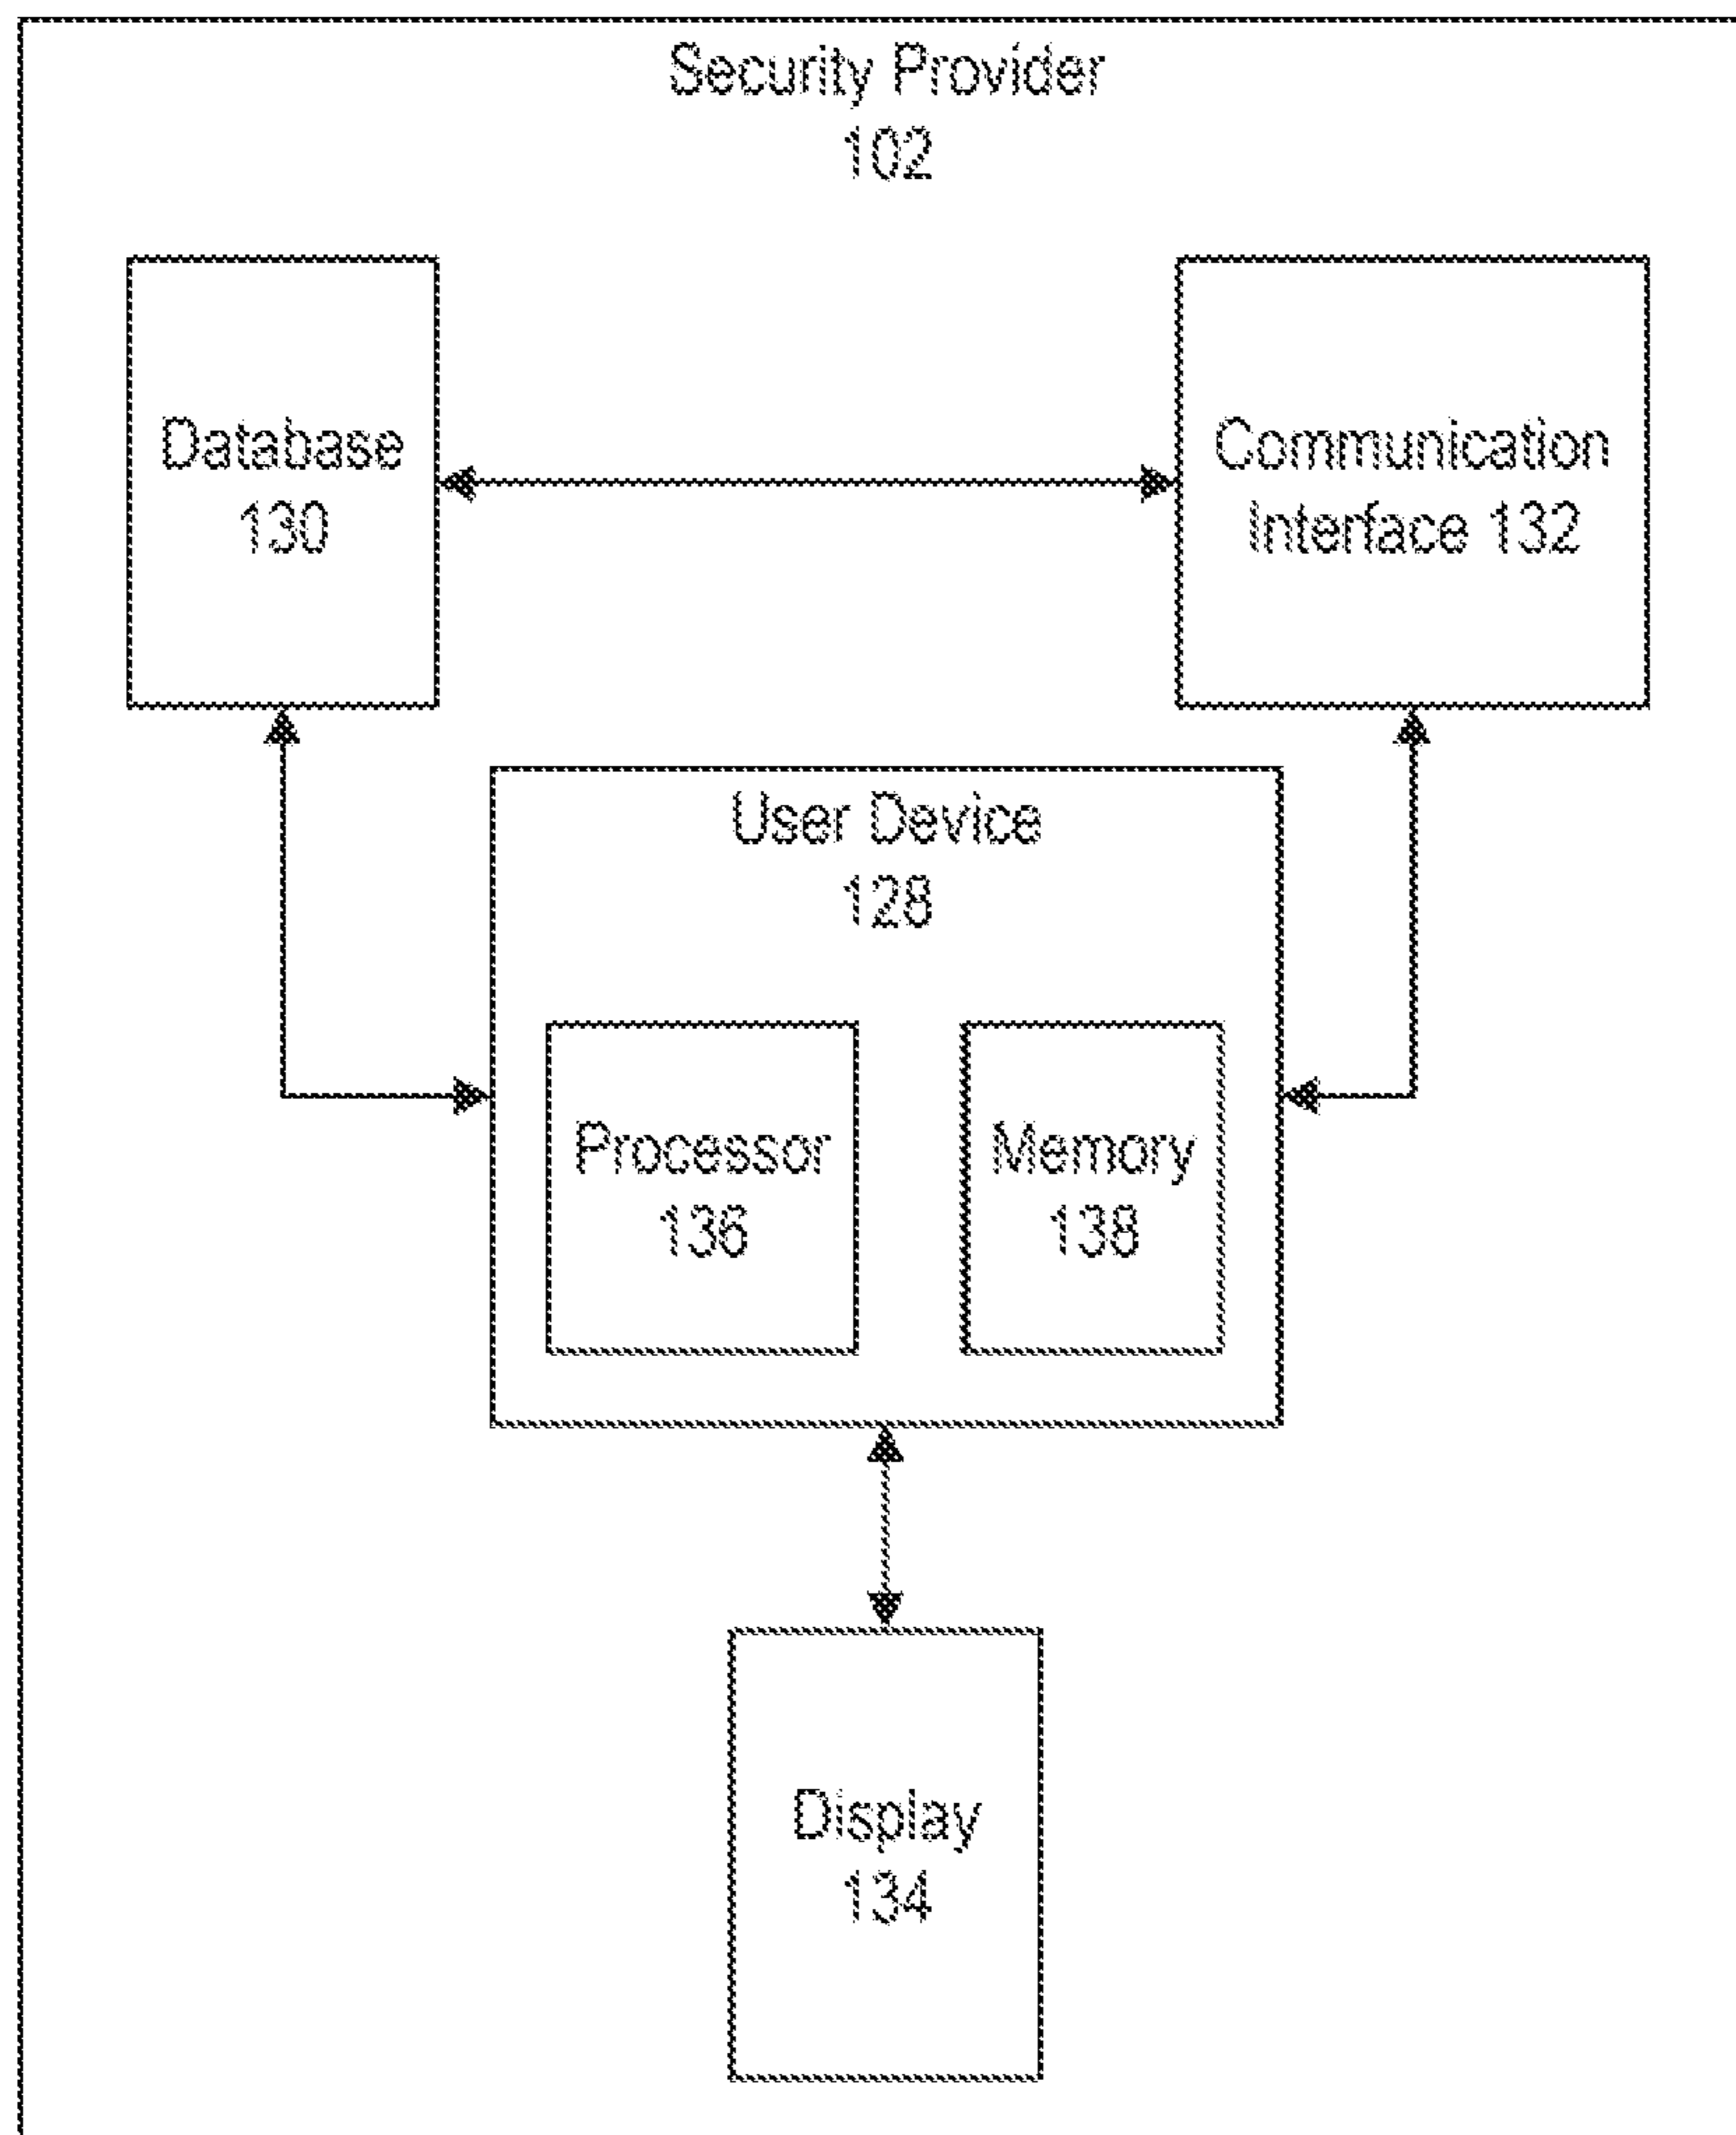 Security Provider
102
Database
130
Communication
Interface 132
User Device
128
Processor
136
Memory
138
Display
134